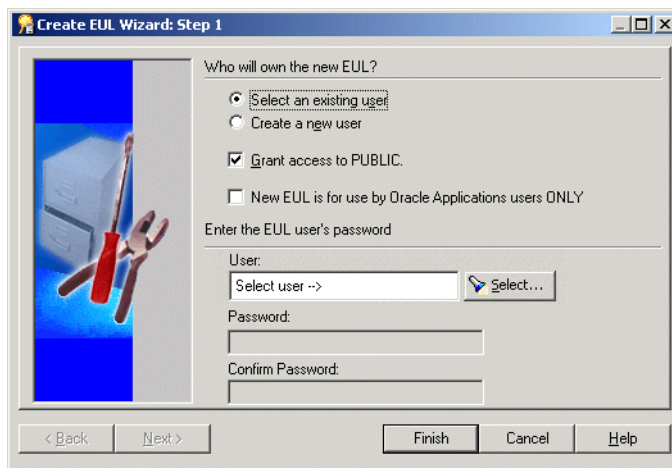 Create EUL Wizard: Step 1
Who will own the new EUL?
Select an existing user
Create a new user
Grant access to PUBLIC.
New EUL is for use by Oracle Applications users ONLY
Enter the EUL user's password
User:
Select user --> Select...
Password:
Confirm Password:
< Back Next > Finish Cancel Help